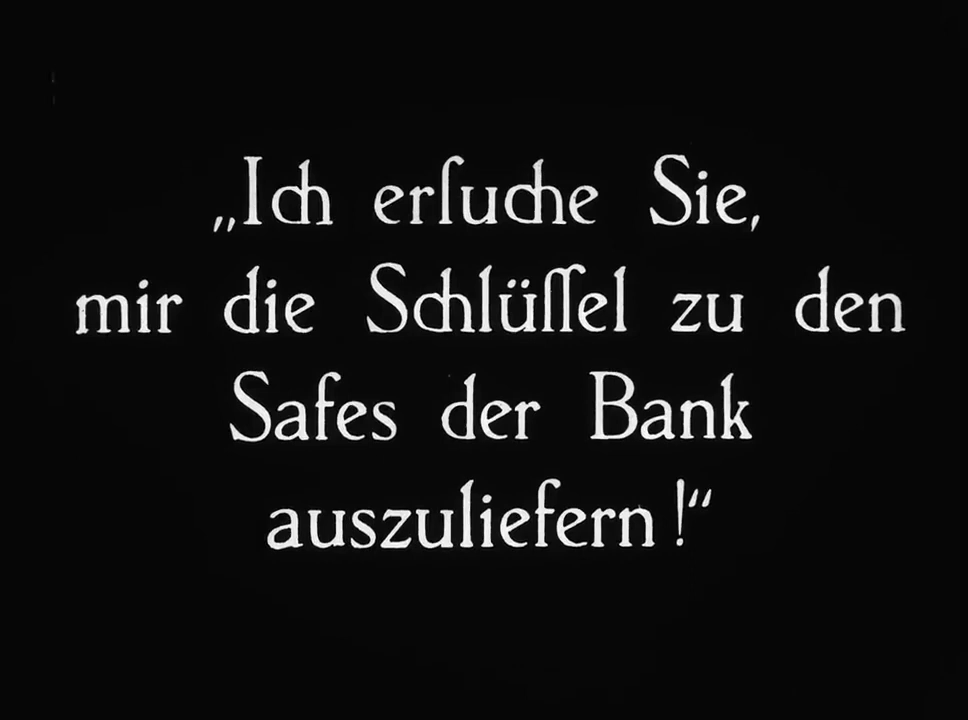 „Ich erſuche Sie,
mir die Schlüſſel zu den
Safes der Bank
auszuliefern!“